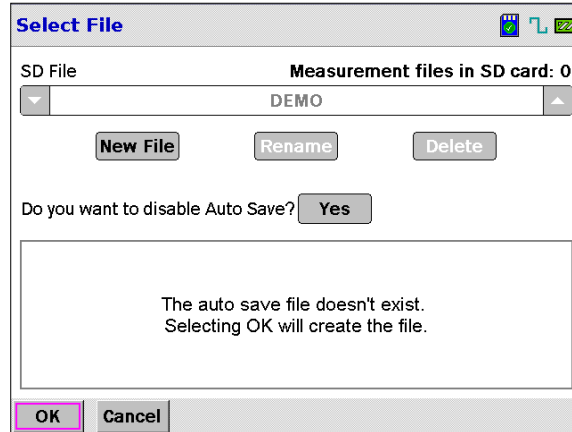 Select File
SD File Measurement files in SD card: 0
DEMO
New File Rename Delete
Do you want to disable Auto Save? Yes
The auto save file doesn't exist.
Selecting OK will create the file.
OK Cancel